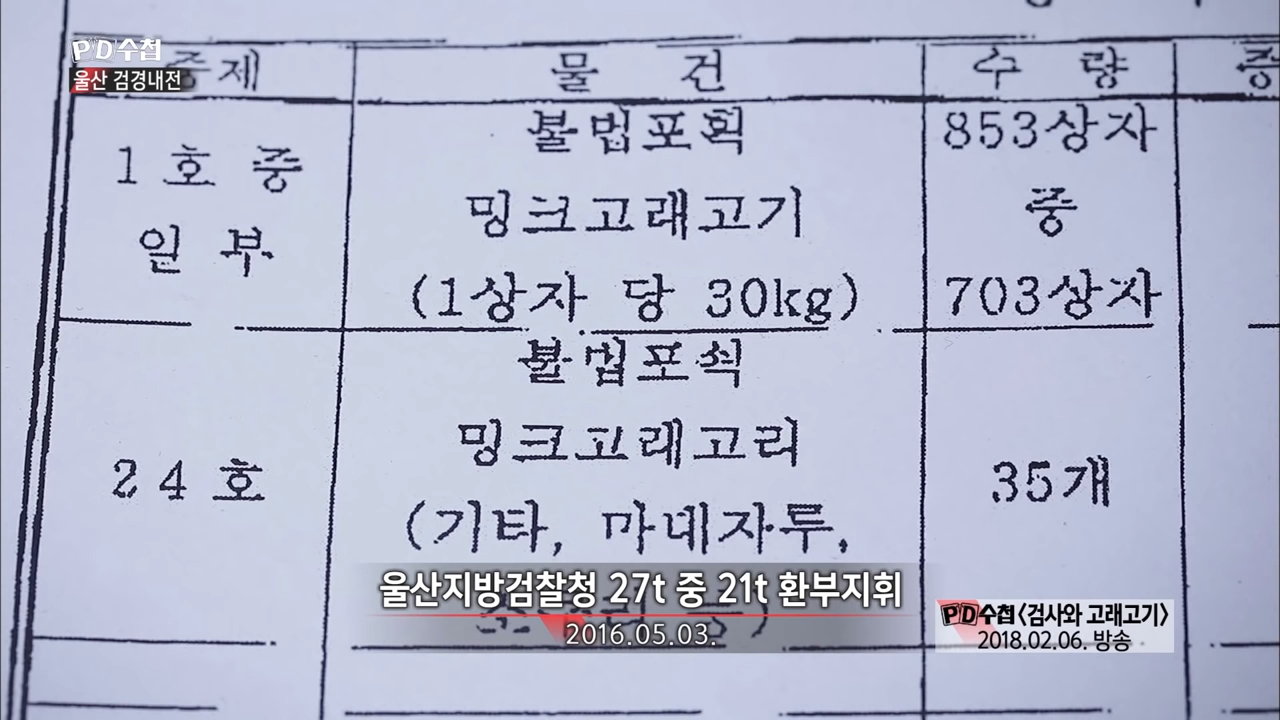 PD수첩
울산 검경내전
증제
물 건
수 량
증
1호 중
일 부
불법포획
밍크고래고기
(1상자 당 30kg)
853상자
중
703상자
24호
불법포획
밍크고래고리
(기타, 마네자루,
35개
울산지방검찰청 27t 중 21t 환부지휘
2016.05.03.
PD수첩〈검사와 고래고기〉
2018.02.06. 방송